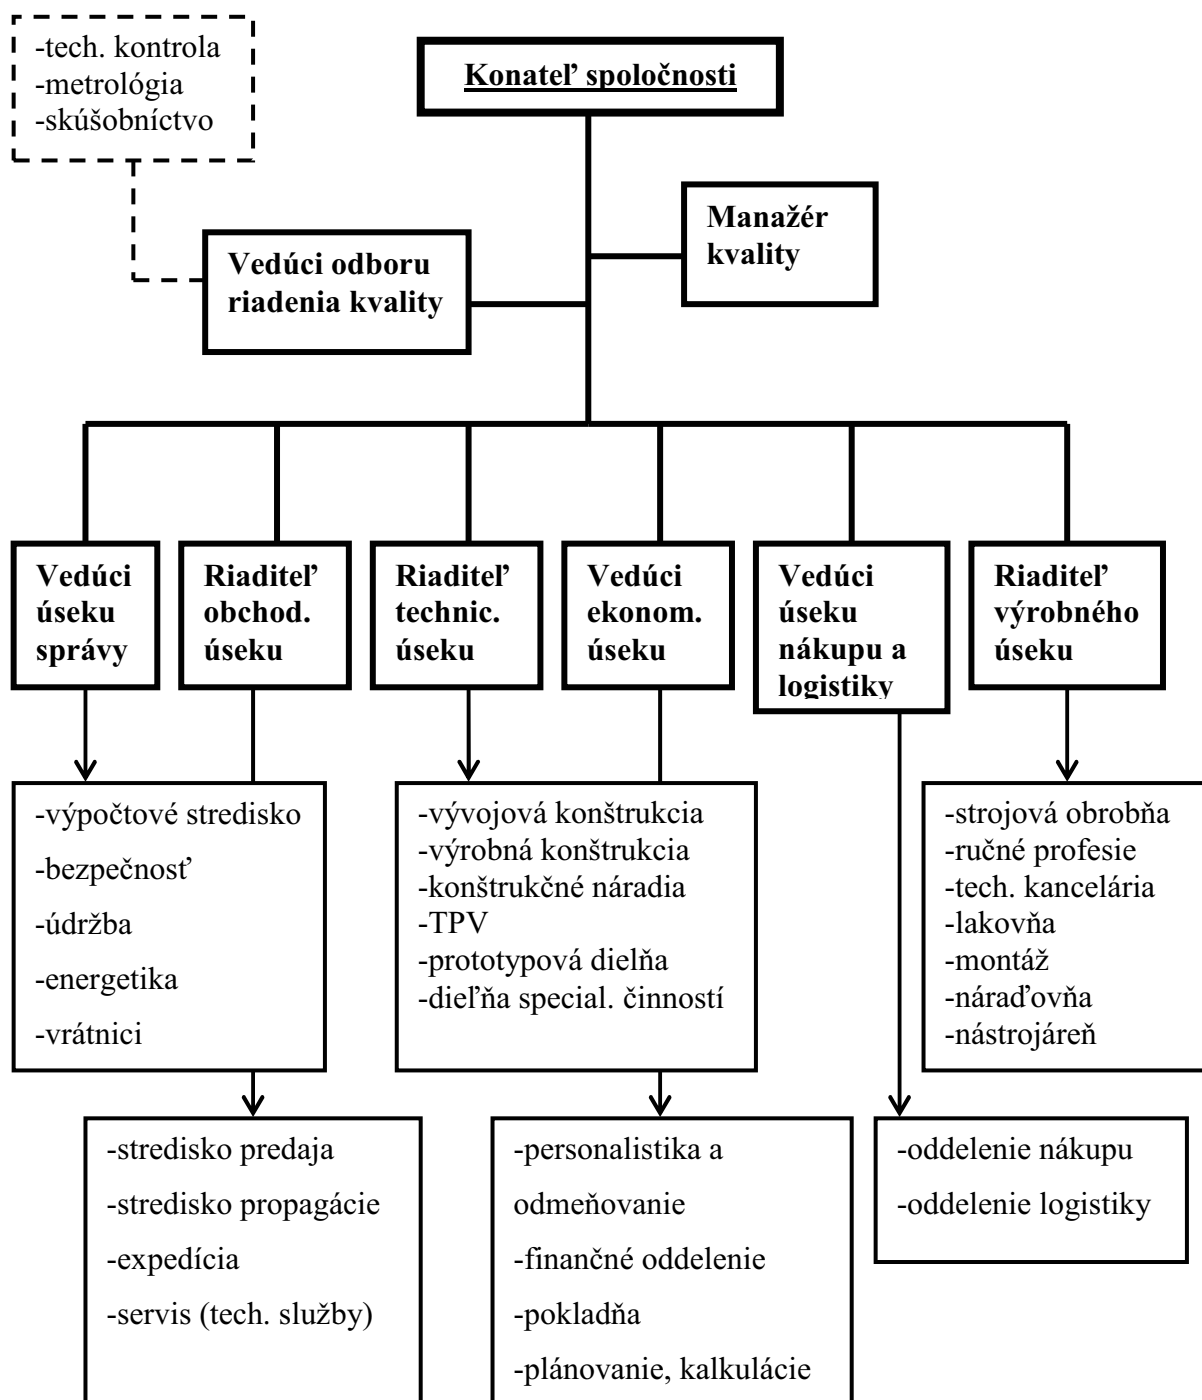 -tech. kontrola
-metrológia
-skúšobníctvo
Konateľ spoločnosti
Manažér
kvality
Vedúci odboru
riadenia kvality
Vedúci
úseku
správy
Riaditeľ
obchod.
úseku
Riaditeľ
technic.
úseku
Vedúci
ekonom.
úseku
Vedúci
úseku
nákupu a
logistiky
Riaditeľ
výrobného
úseku
-výpočtové stredisko
-bezpečnosť
-údržba
-energetika
-vrátnici
-vývojová konštrukcia
-výrobná konštrukcia
-konštrukčné náradia
-TPV
-prototypová dielňa
-dieľňa special. činností
-strojová obrobňa
-ručné profesie
-tech. kancelária
-lakovňa
-montáž
-náraďovňa
-nástrojáreň
-stredisko predaja
-stredisko propagácie
-expedícia
-servis (tech. služby)
-personalistika a
odmeňovanie
-finančné oddelenie
-pokladňa
-plánovanie, kalkulácie
-oddelenie nákupu
-oddelenie logistiky